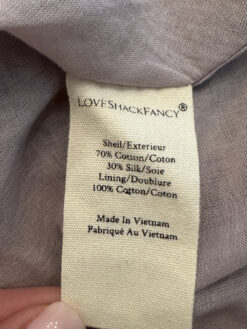 LoveShackFancy®
Shell/Exterieur
70% Cotton/Coton
30% Silk/Soie
Lining/Doublure
100% Cotton/Coton
Made In Vietnam
Fabriqué Au Vietnam